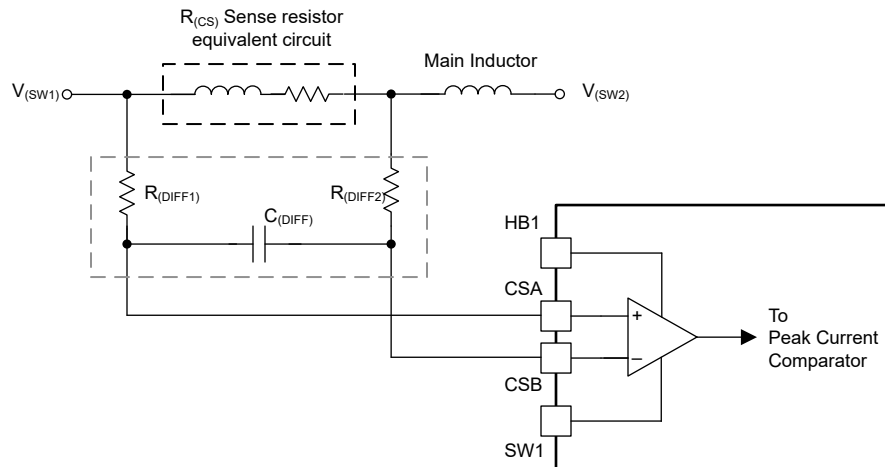 R(CS) Sense resistor
equivalent circuit
Main Inductor
V(SW1)
V(SW2)
R(DIFF1)
R(DIFF2)
C(DIFF)
HB1
CSA
+
To
Peak Current
Comparator
–
CSB
SW1